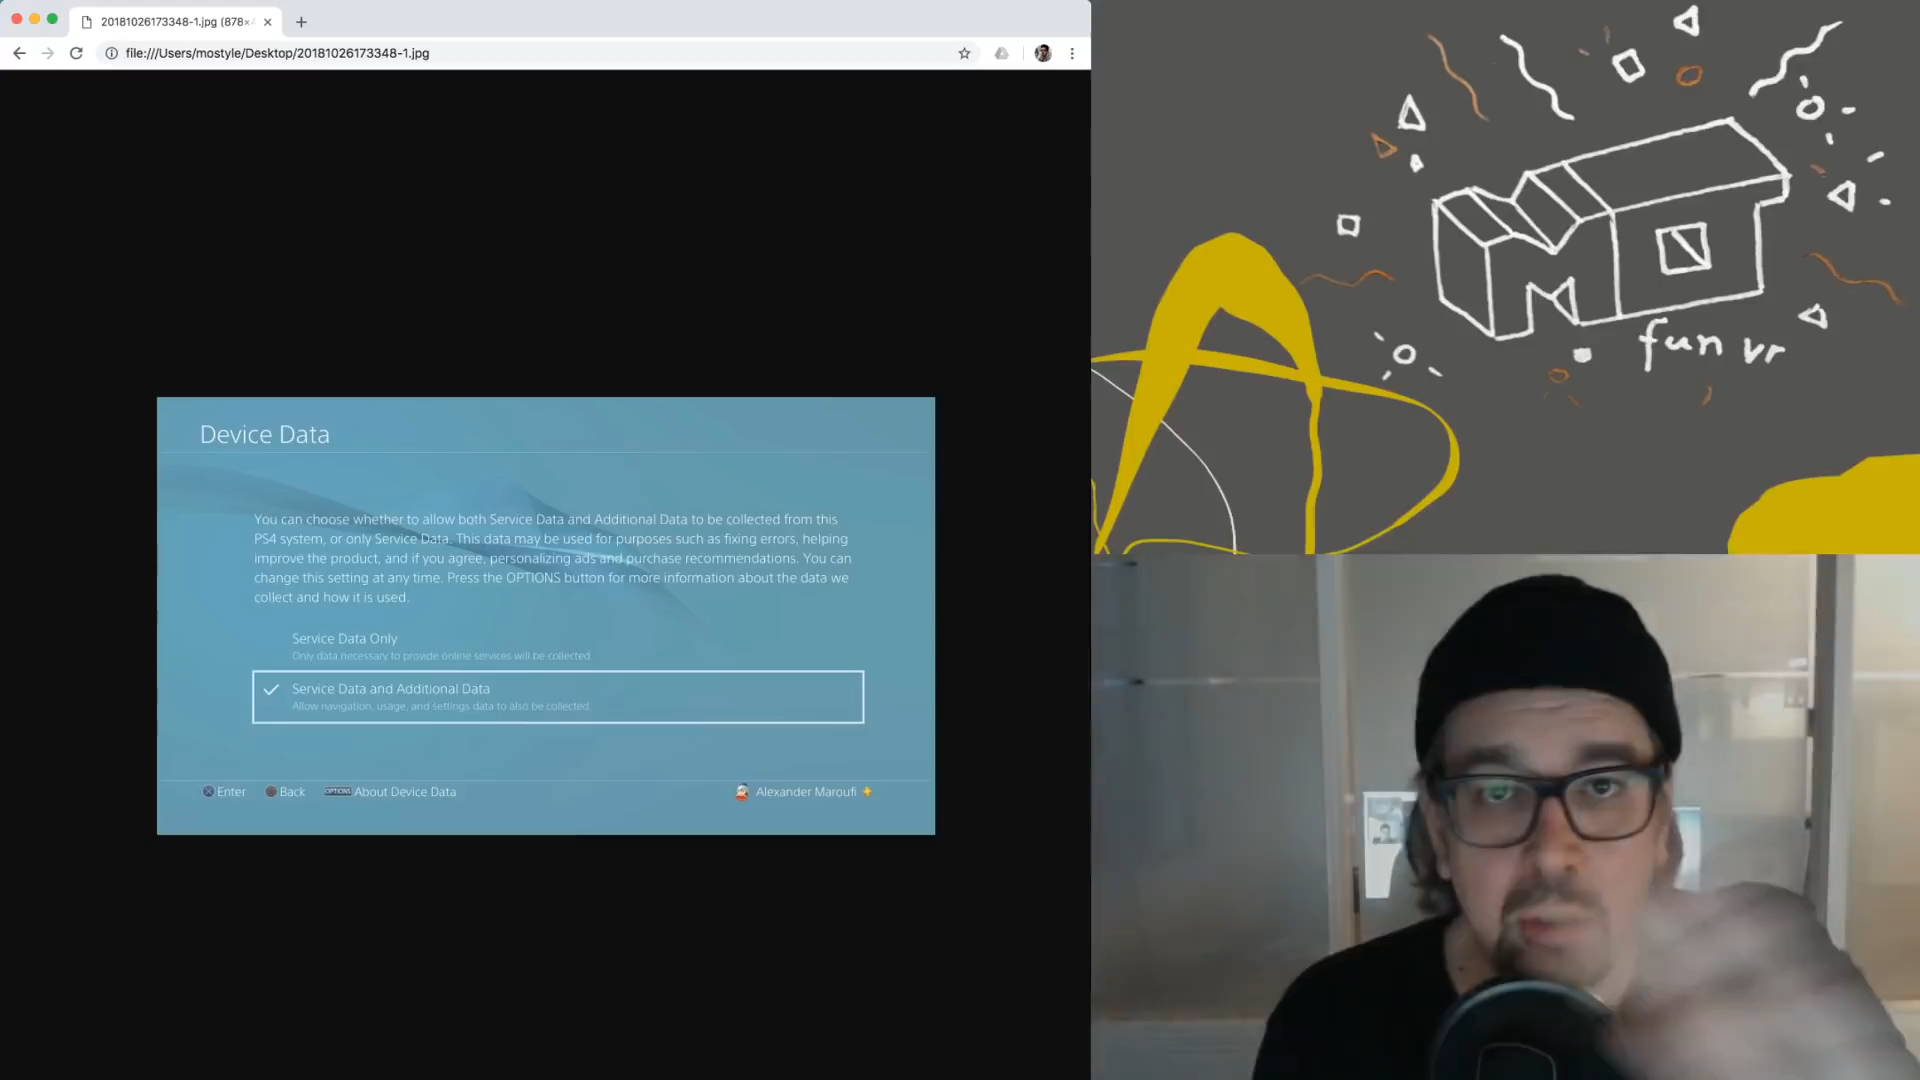 20181026173348-1.jpg (878×
file:///Users/mostyle/Desktop/20181026173348-1.jpg
Device Data
You can choose whether to allow both Service Data and Additional Data to be collected from this
PS4 system, or only Service Data. This data may be used for purposes such as fixing errors, helping
improve the product, and if you agree, personalizing ads and purchase recommendations. You can
change this setting at any time. Press the OPTIONS button for more information about the data we
collect and how it is used.
Service Data Only
Only data necessary to provide online services will be collected.
Service Data and Additional Data
Allow navigation, usage, and settings data to also be collected.
Enter Back OPTIONS About Device Data Alexander Maroufi
fun vr